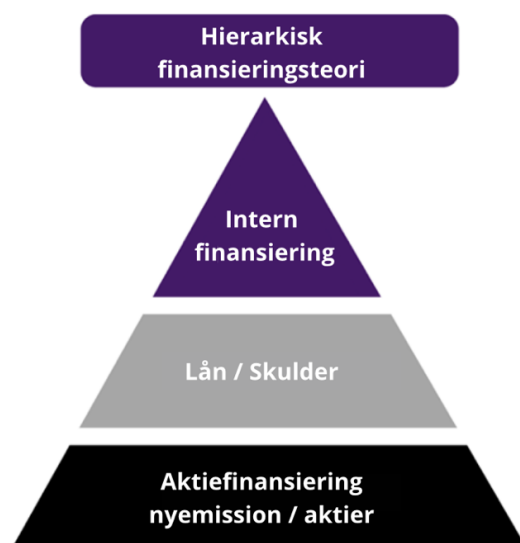 Hierarkisk
finansieringsteori
Intern
finansiering
Lån / Skulder
Aktiefinansiering
nyemission / aktier